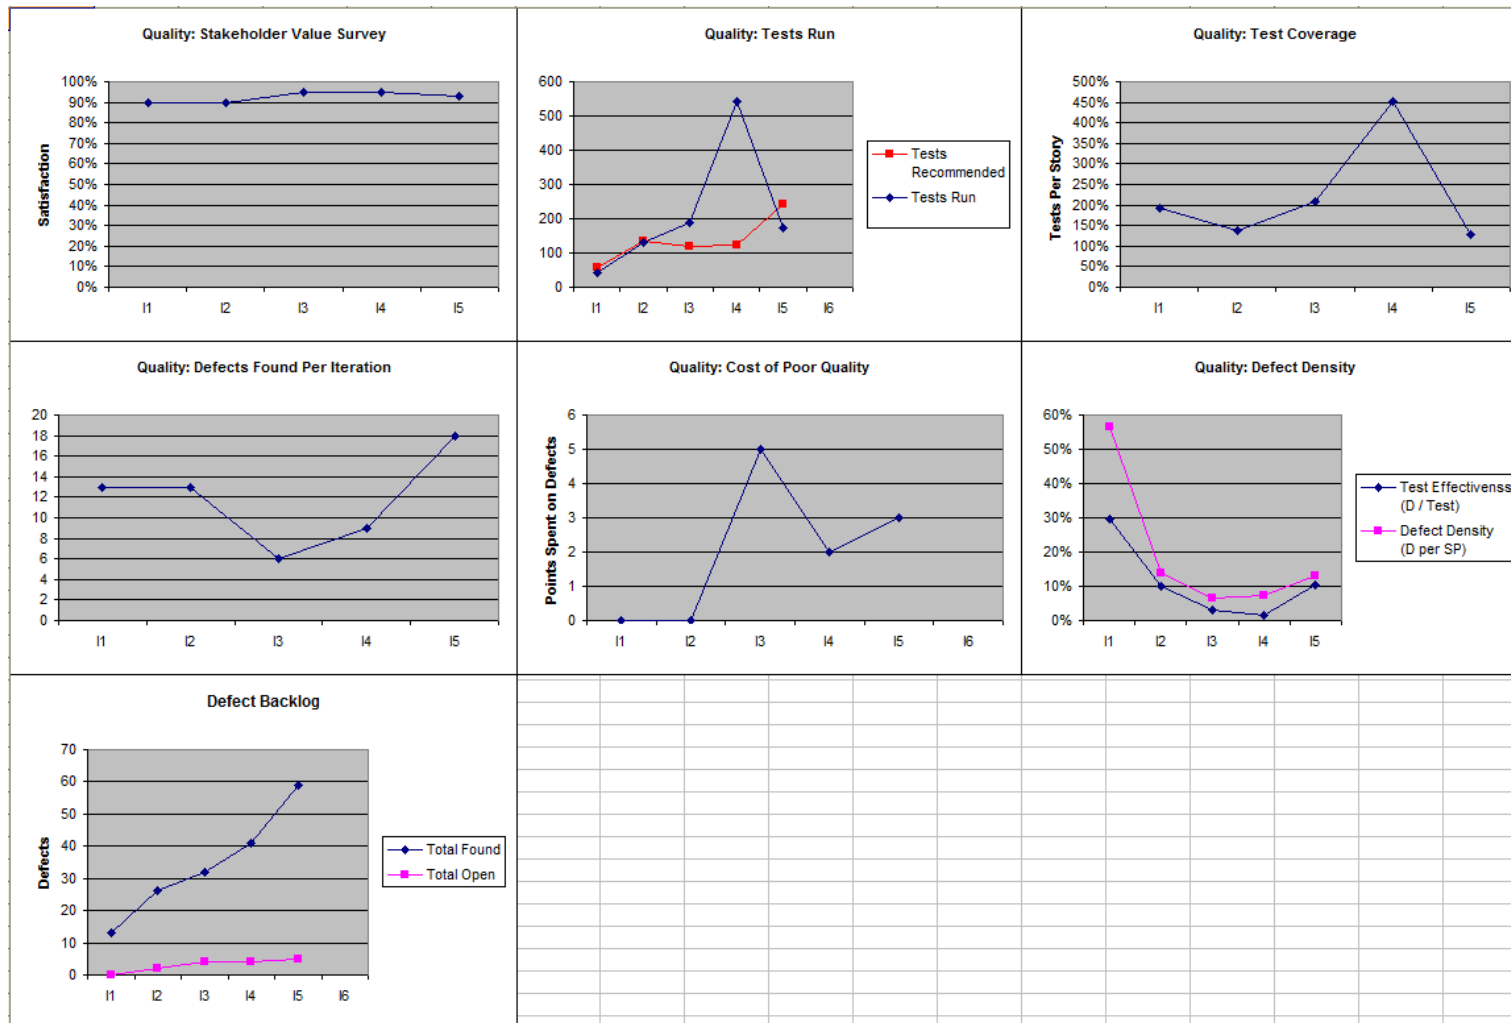 Quality: Stakeholder Value Survey
Satisfaction
100%
90%
80%
70%
60%
50%
40%
30%
20%
10%
0%
I1 I2 I3 I4 I5
Quality: Tests Run
600
500
400
300
200
100
0
I1 I2 I3 I4 I5 I6
Tests
Recommended
Tests Run
Quality: Test Coverage
Tests Per Story
500%
450%
400%
350%
300%
250%
200%
150%
100%
50%
0%
I1 I2 I3 I4 I5
Quality: Defects Found Per Iteration
20
18
16
14
12
10
8
6
4
2
0
I1 I2 I3 I4 I5
Quality: Cost of Poor Quality
Points Spent on Defects
6
5
4
3
2
1
0
I1 I2 I3 I4 I5 I6
Quality: Defect Density
60%
50%
40%
30%
20%
10%
0%
I1 I2 I3 I4 I5
Test Effectivenss
(D / Test)
Defect Density
(D per SP)
Defect Backlog
Defects
70
60
50
40
30
20
10
0
I1 I2 I3 I4 I5 I6
Total Found
Total Open